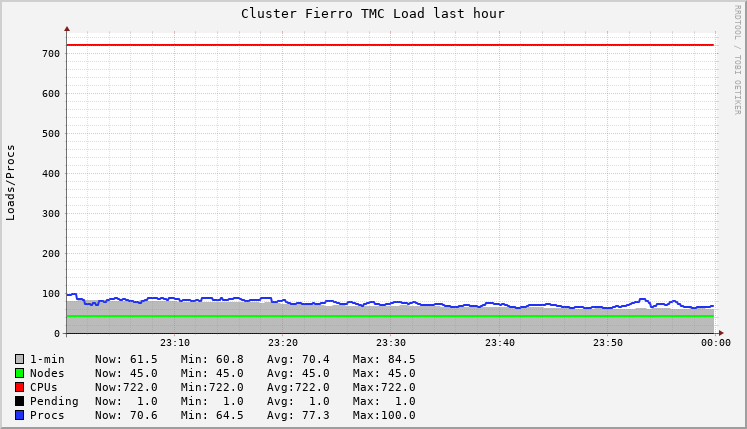 Cluster Fierro TMC Load last hour
RRDTOOL / TOBI OETIKER
Loads/Procs
700
600
500
400
300
200
100
0
23:10 23:20 23:30 23:40 23:50 00:00
1-min Now: 61.5 Min: 60.8 Avg: 70.4 Max: 84.5
Nodes Now: 45.0 Min: 45.0 Avg: 45.0 Max: 45.0
CPUs Now:722.0 Min:722.0 Avg:722.0 Max:722.0
Pending Now: 1.0 Min: 1.0 Avg: 1.0 Max: 1.0
Procs Now: 70.6 Min: 64.5 Avg: 77.3 Max:100.0